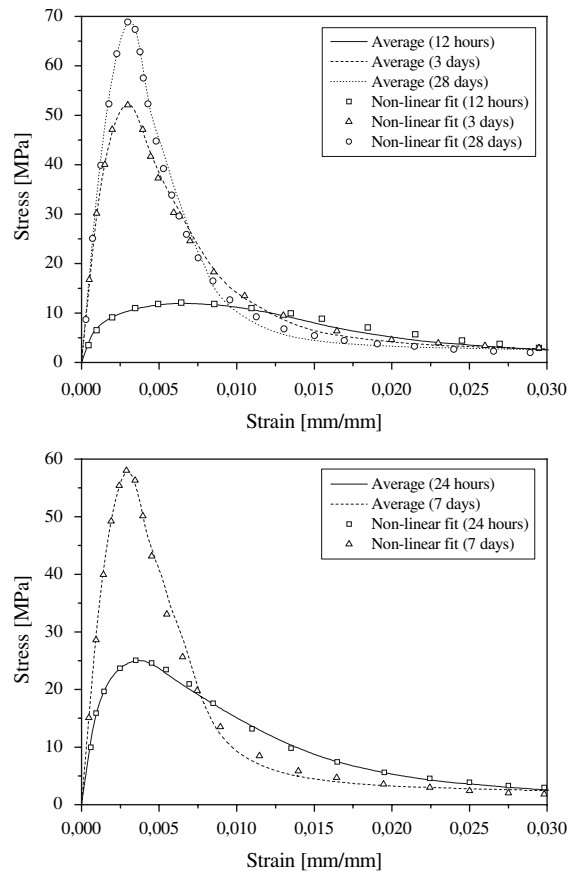 70
60
50
40
30
20
10
0
Stress [MPa]
Average (12 hours)
Average (3 days)
Average (28 days)
Non-linear fit (12 hours)
Non-linear fit (3 days)
Non-linear fit (28 days)
0,000 0,005 0,010 0,015 0,020 0,025 0,030
Strain [mm/mm]
60
50
40
30
20
10
0
Stress [MPa]
Average (24 hours)
Average (7 days)
Non-linear fit (24 hours)
Non-linear fit (7 days)
0,000 0,005 0,010 0,015 0,020 0,025 0,030
Strain [mm/mm]